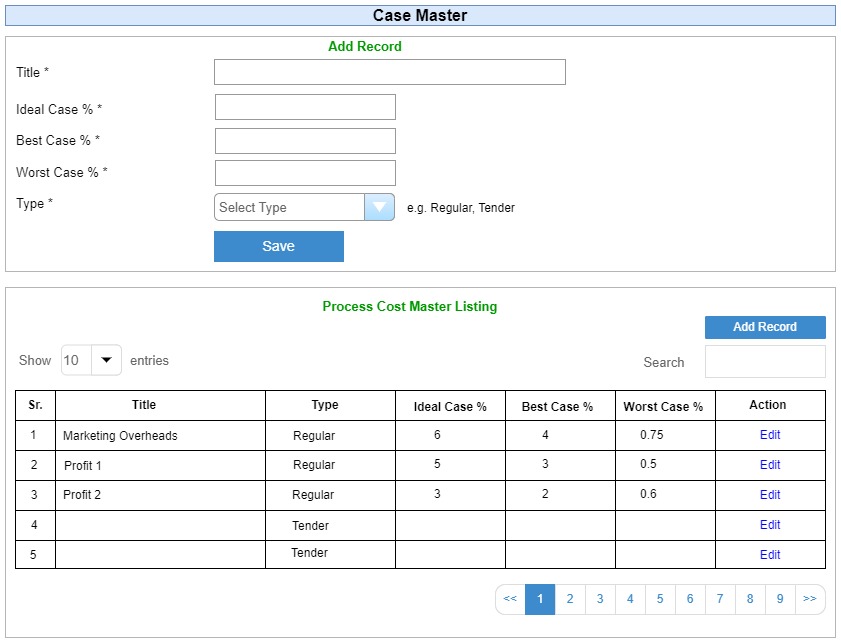 Case Master
Add Record
Title *
Ideal Case % *
Best Case % *
Worst Case % *
Type * Select Type e.g. Regular, Tender
Save
Process Cost Master Listing
Add Record
Show 10 entries Search
Sr. Title Type Ideal Case % Best Case % Worst Case % Action
1 Marketing Overheads Regular 6 4 0.75 Edit
2 Profit 1 Regular 5 3 0.5 Edit
3 Profit 2 Regular 3 2 0.6 Edit
4 Tender Edit
5 Tender Edit
<< 1 2 3 4 5 6 7 8 9 >>